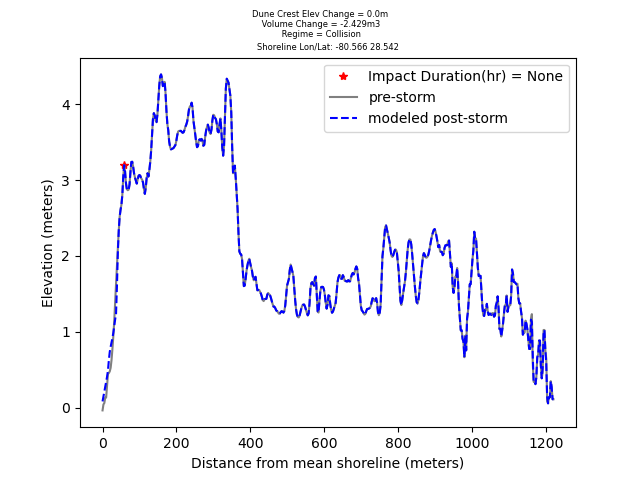 Dune Crest Elev Change = 0.0m
Volume Change = -2.429m3
Regime = Collision
Shoreline Lon/Lat: -80.566 28.542
Impact Duration(hr) = None
pre-storm
modeled post-storm
Elevation (meters)
4
3
2
1
0
0 200 400 600 800 1000 1200
Distance from mean shoreline (meters)